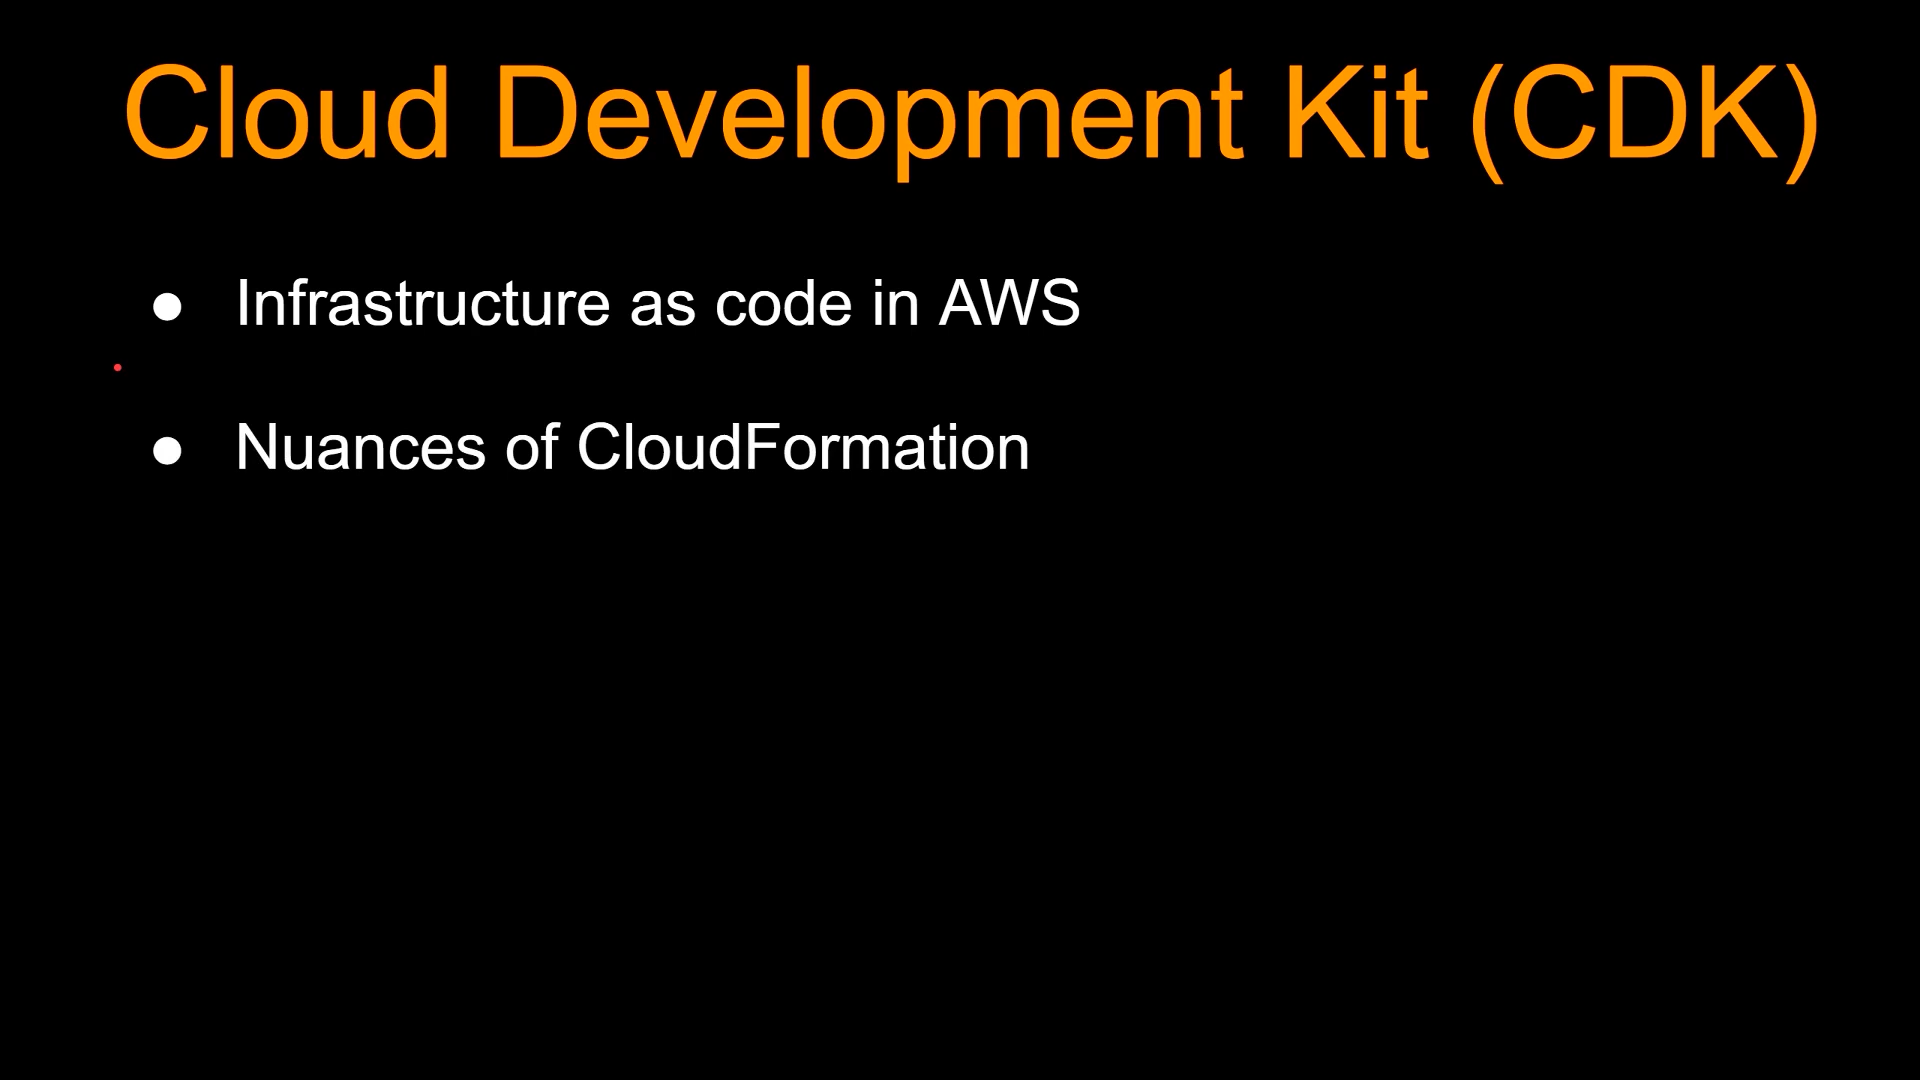 Cloud Development Kit (CDK)
● Infrastructure as code in AWS
● Nuances of CloudFormation